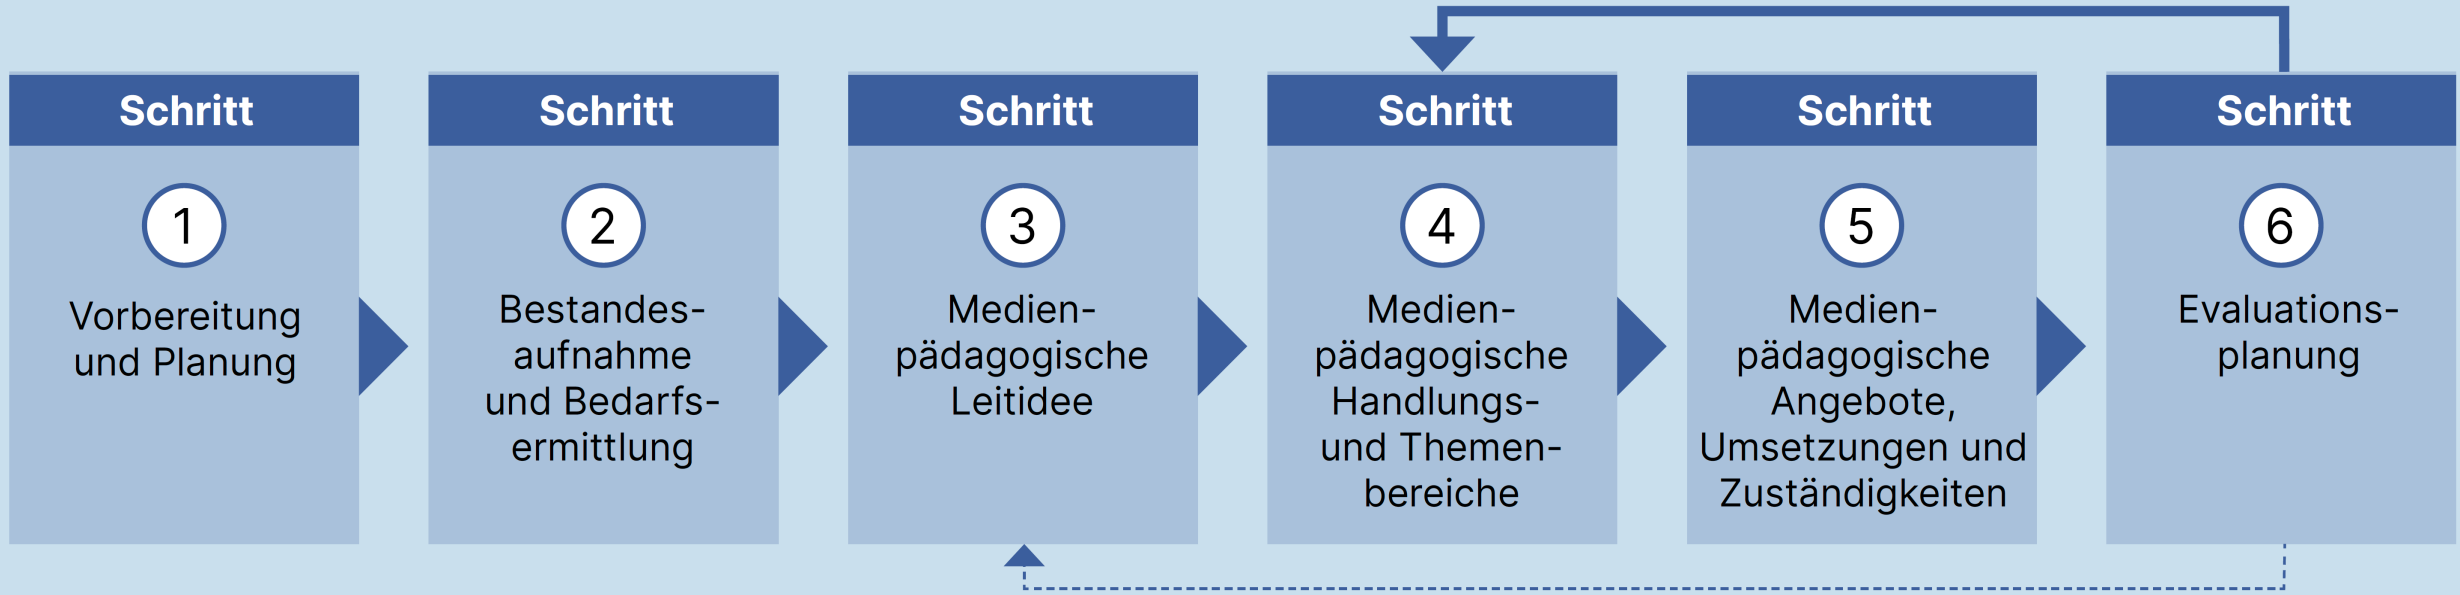 Schritt
1
Vorbereitung
und Planung
Schritt
2
Bestandes-
aufnahme
und Bedarfs-
ermittlung
Schritt
3
Medien-
pädagogische
Leitidee
Schritt
4
Medien-
pädagogische
Handlungs-
und Themen-
bereiche
Schritt
5
Medien-
pädagogische
Angebote,
Umsetzungen und
Zuständigkeiten
Schritt
6
Evaluations-
planung